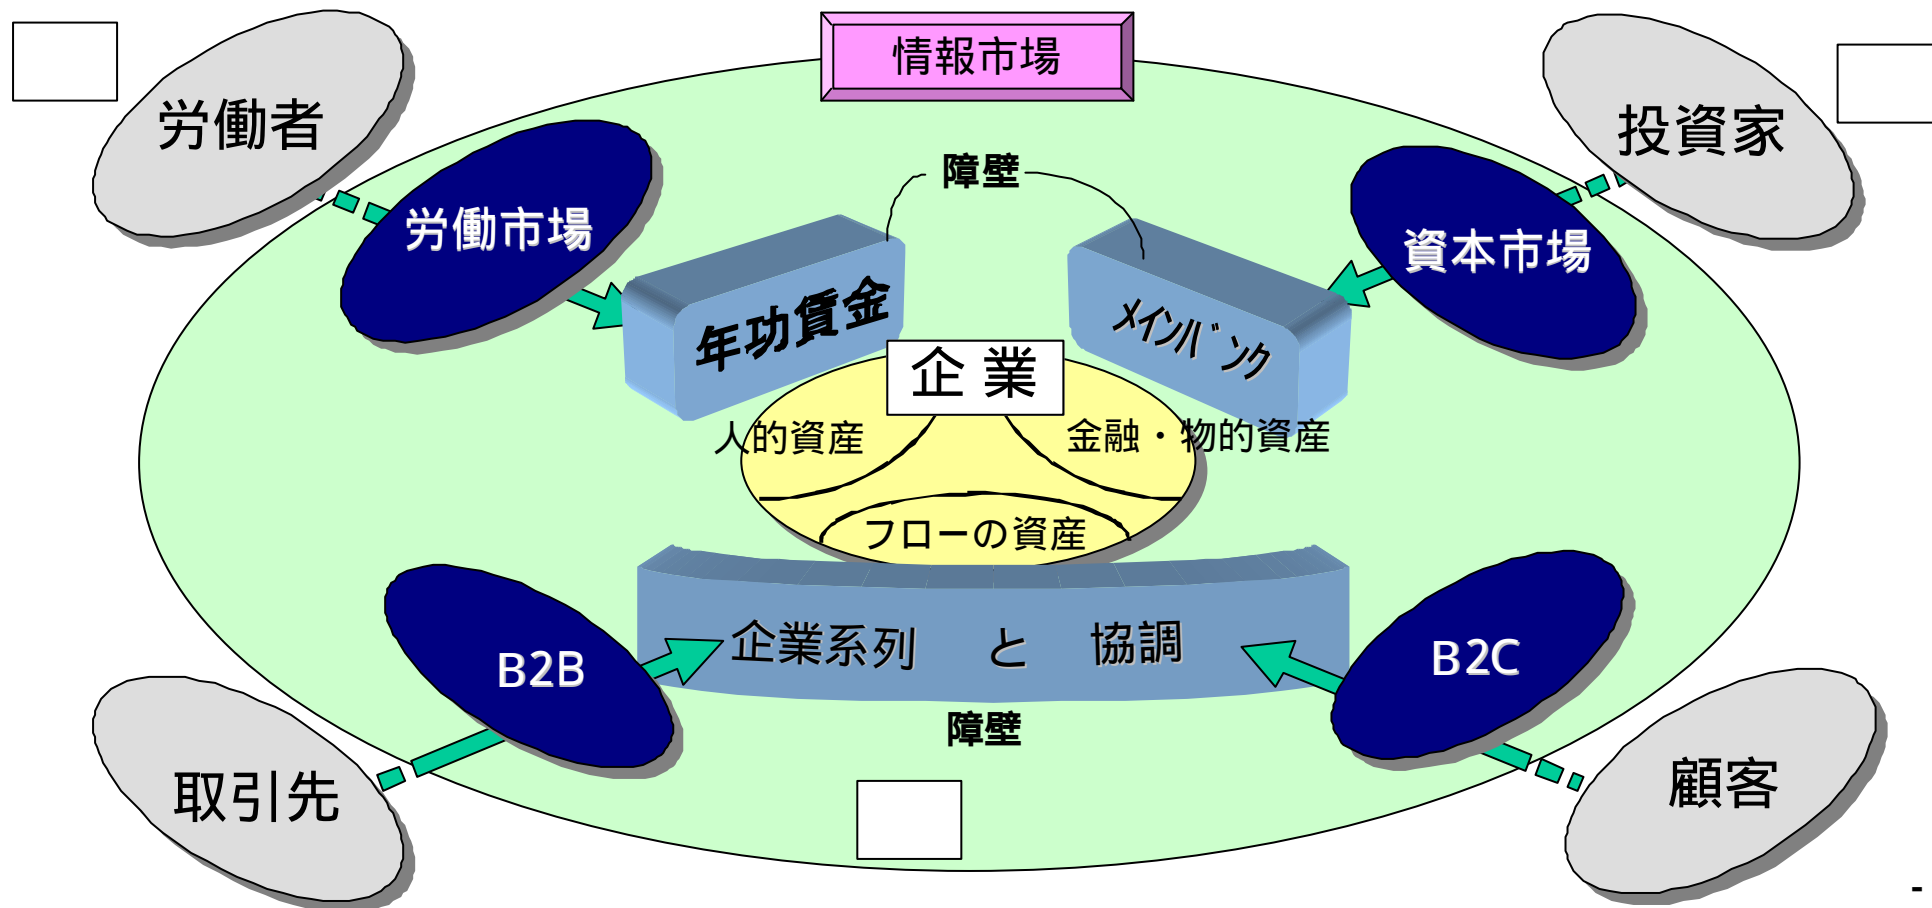 情報市場
労働者
投資家
障壁
労働市場
資本市場
年功賃金
ﾒｲﾝﾊﾞﾝｸ
企 業
人的資産
金融・物的資産
フローの資産
企業系列 と 協調
B2B
B2C
障壁
取引先
顧客
-